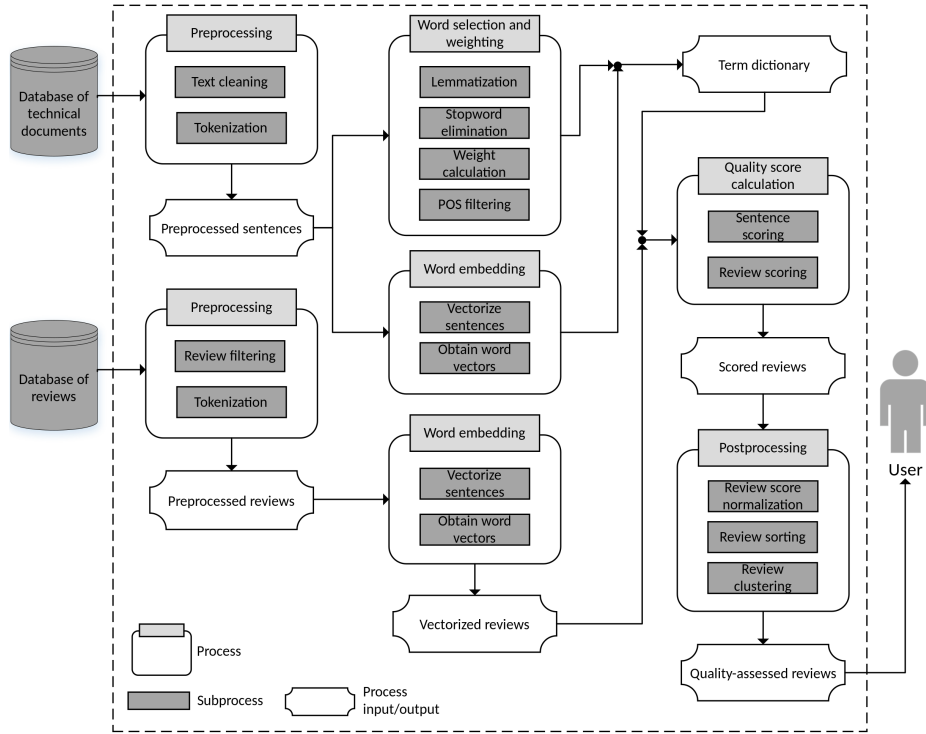 Database of
technical
documents
Preprocessing
Text cleaning
Tokenization
Preprocessed sentences
Database of
reviews
Preprocessing
Review filtering
Tokenization
Preprocessed reviews
Word selection and
weighting
Lemmatization
Stopword
elimination
Weight
calculation
POS filtering
Word embedding
Vectorize
sentences
Obtain word
vectors
Word embedding
Vectorize
sentences
Obtain word
vectors
Vectorized reviews
Term dictionary
Quality score
calculation
Sentence
scoring
Review scoring
Scored reviews
Postprocessing
Review score
normalization
Review sorting
Review
clustering
Quality-assessed reviews
User
Process
Subprocess
Process
input/output